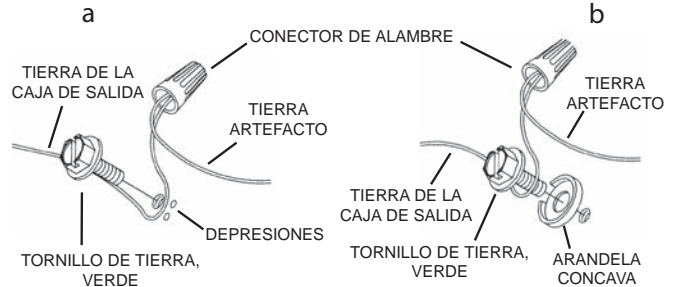 a
b
CONECTOR DE ALAMBRE
TIERRA DE LA
CAJA DE SALIDA
TIERRA
ARTEFACTO
DEPRESIONES
TORNILLO DE TIERRA,
VERDE
TIERRA
ARTEFACTO
TIERRA DE LA
CAJA DE SALIDA
TORNILLO DE TIERRA,
VERDE
ARANDELA
CONCAVA